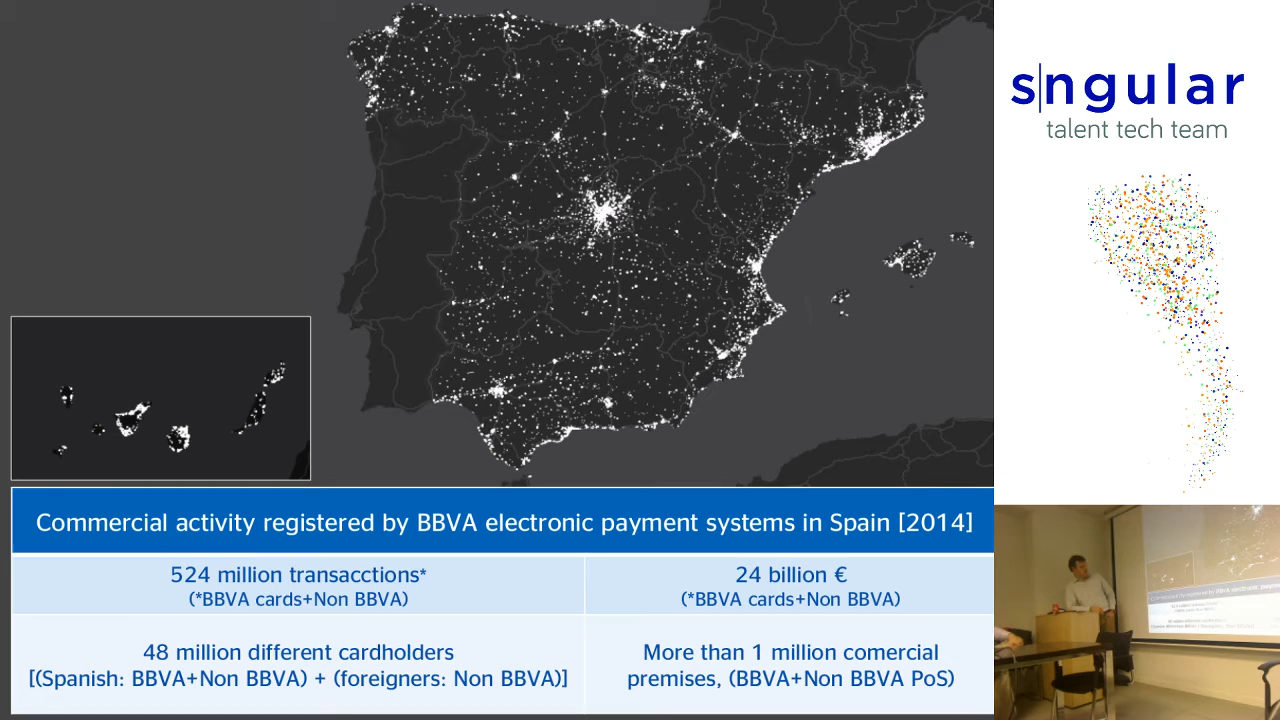 sngular
talent tech team
Commercial activity registered by BBVA electronic payment systems in Spain [2014]
524 million transacctions*
(*BBVA cards+Non BBVA)
24 billion €
(*BBVA cards+Non BBVA)
48 million different cardholders
[(Spanish: BBVA+Non BBVA) + (foreigners: Non BBVA)]
More than 1 million comercial
premises, (BBVA+Non BBVA PoS)